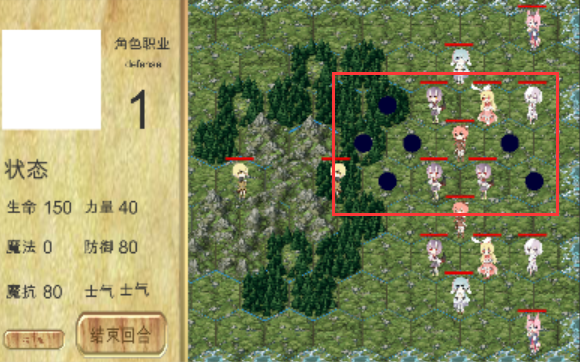 角色职业
defense
1
状态
生命 150 力量 40
魔法 0 防御 80
魔抗 80 士气 士气
结束回合